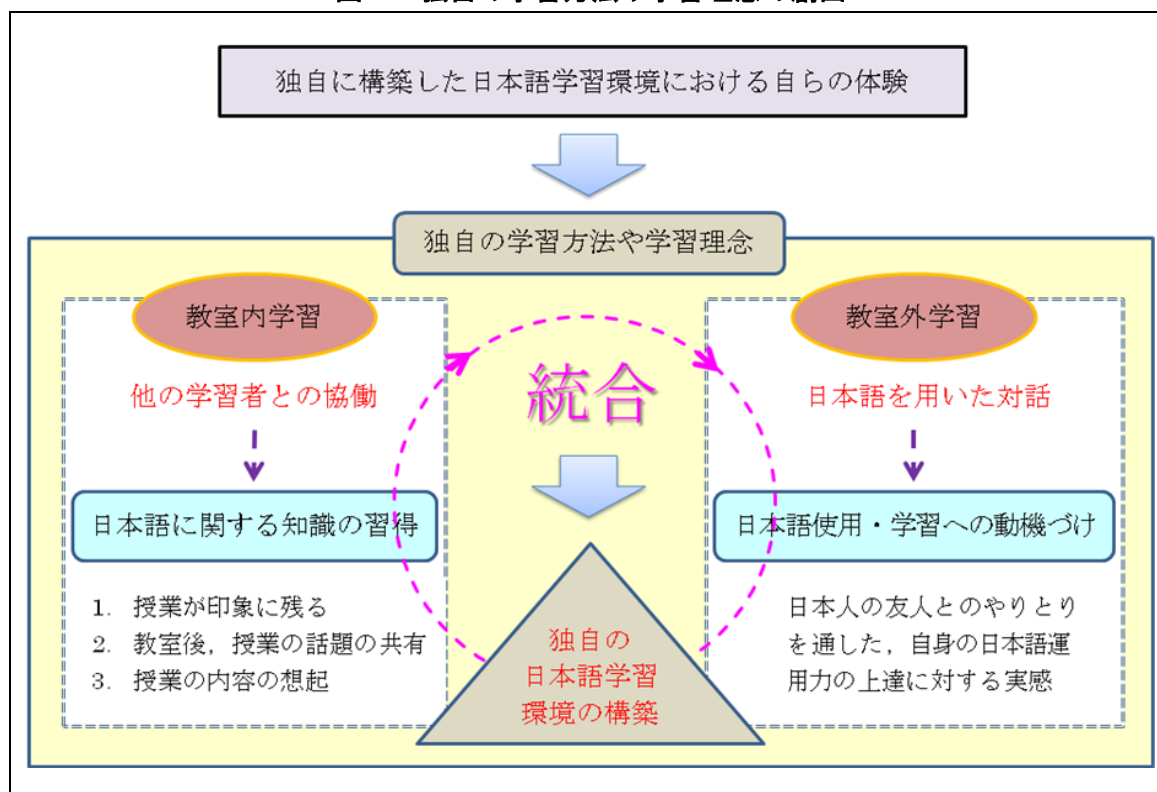 独自に構築した日本語学習環境における自らの体験
独自の学習方法や学習理念
教室内学習
他の学習者との協働
日本語に関する知識の習得
1. 授業が印象に残る
2. 教室後，授業の話題の共有
3. 授業の内容の想起
統合
独自の
日本語学習
環境の構築
教室外学習
日本語を用いた対話
日本語使用・学習への動機づけ
日本人の友人とのやりとり
を通した，自身の日本語運
用力の上達に対する実感